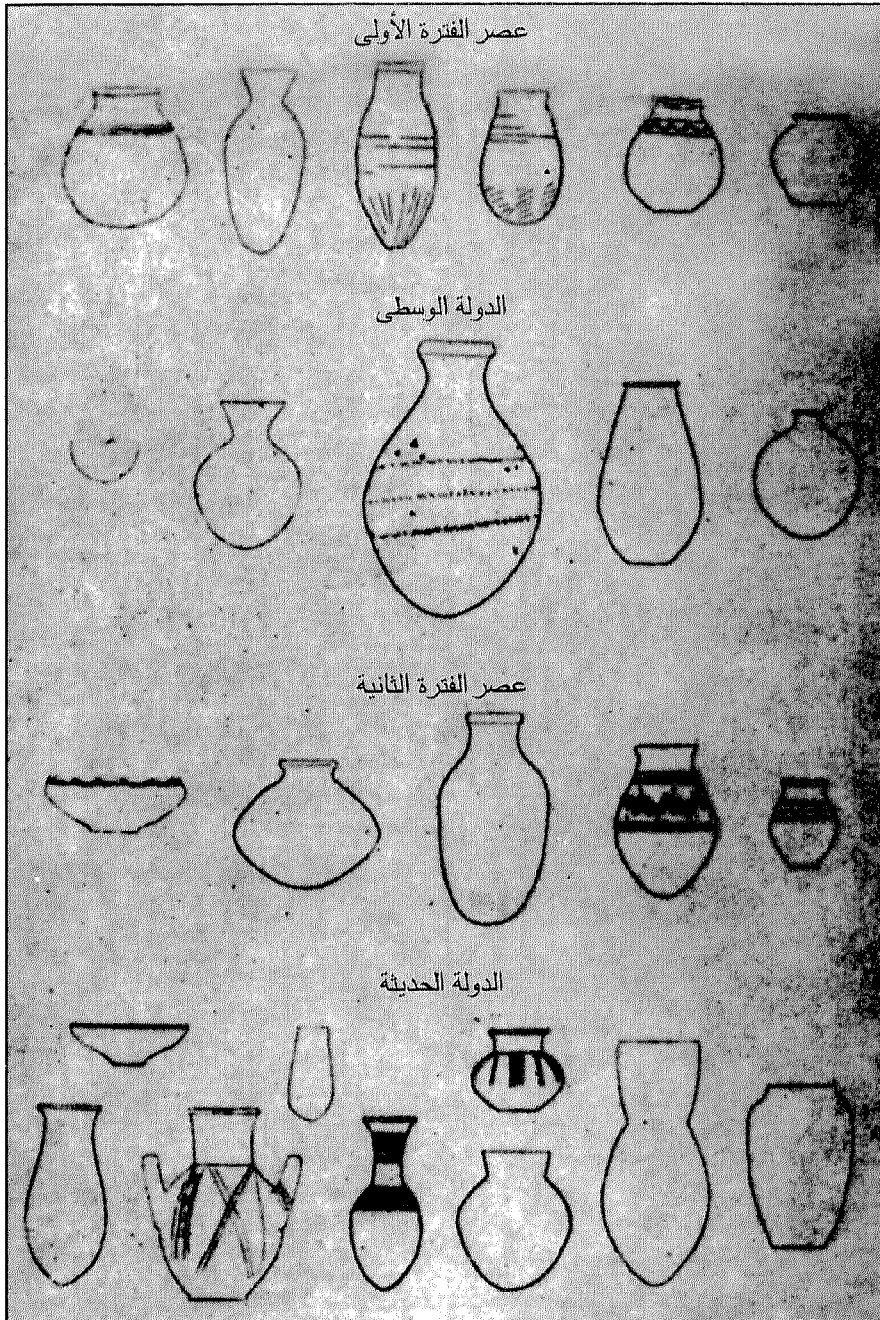 عصر الفترة الأولى
الدولة الوسطى
عصر الفترة الثانية
الدولة الحديثة